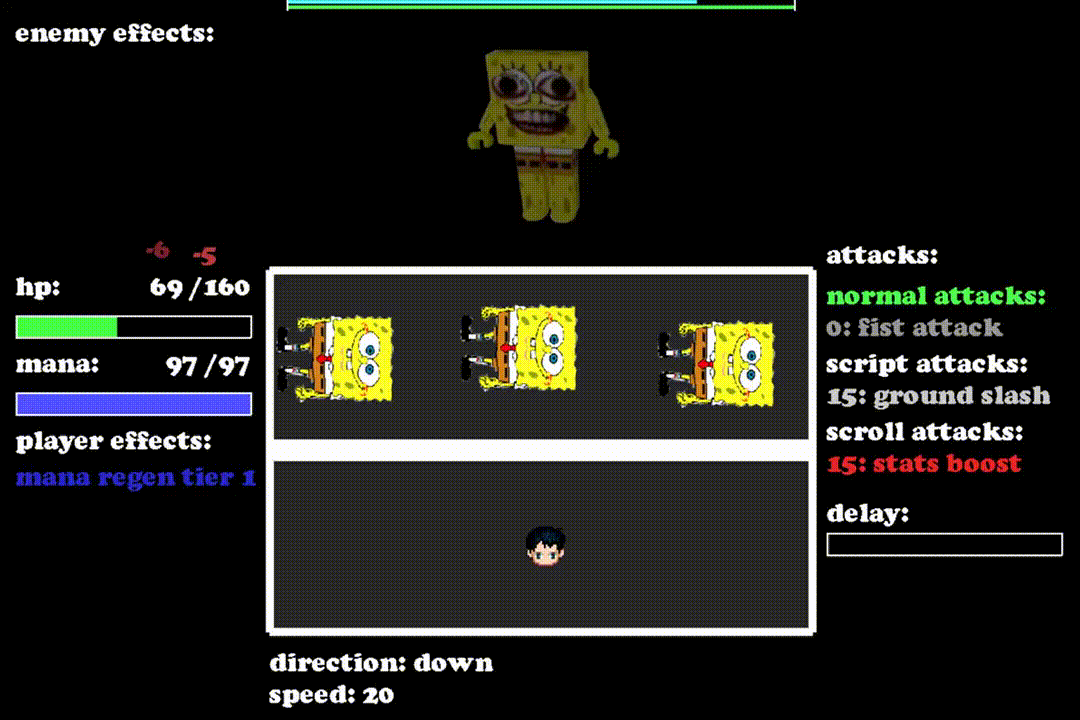 enemy effects:
-6 -5
hp: 69 /160
mana: 97 /97
player effects:
mana regen tier 1
attacks:
normal attacks:
0: fist attack
script attacks:
15: ground slash
scroll attacks:
15: stats boost
delay:
direction: down
speed: 20